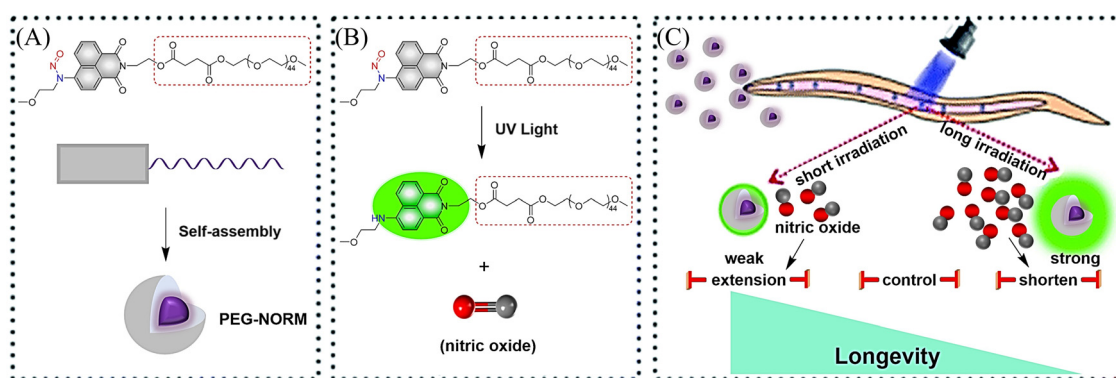 (A)
O
N
N
O
O
N
O
O
O
O
O
O
44
O
O
Self-assembly
PEG-NORM
(B)
O
N
N
O
O
N
O
O
O
O
O
O
44
O
O
UV Light
HN
O
O
N
O
O
O
O
O
O
44
O
O
+
(nitric oxide)
(C)
short irradiation
long irradiation
nitric oxide
weak
strong
extension
control
shorten
Longevity